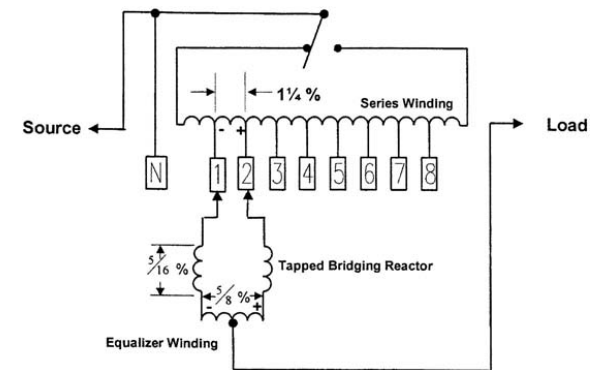 1¼ %
Series Winding
- +
Source
Load
N 1 2 3 4 5 6 7 8
5/16 %
Tapped Bridging Reactor
5/8 %
- +
Equalizer Winding